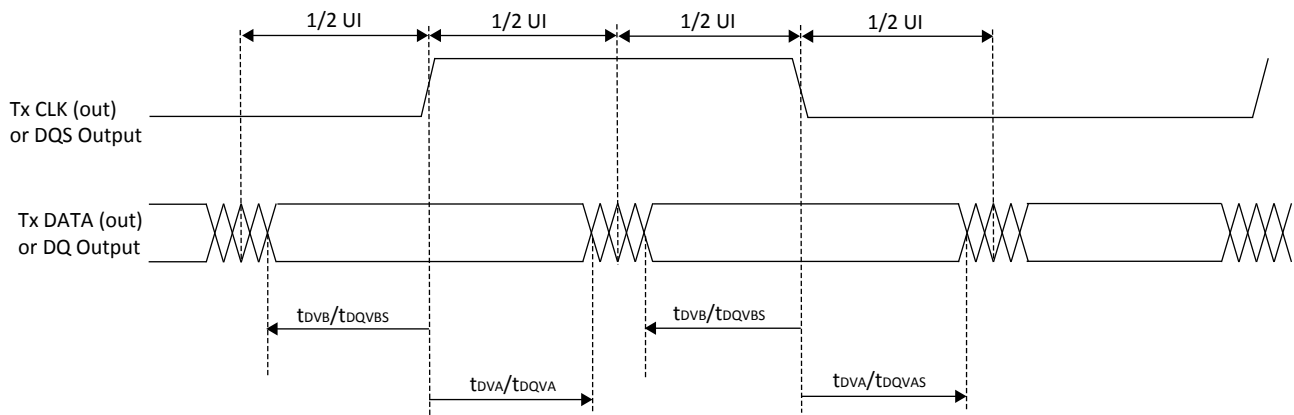 1/2 UI 1/2 UI 1/2 UI 1/2 UI
Tx CLK (out)
or DQS Output
Tx DATA (out)
or DQ Output
tDVB/tDQVBS tDVB/tDQVBS
tDVA/tDQVA tDVA/tDQVAS